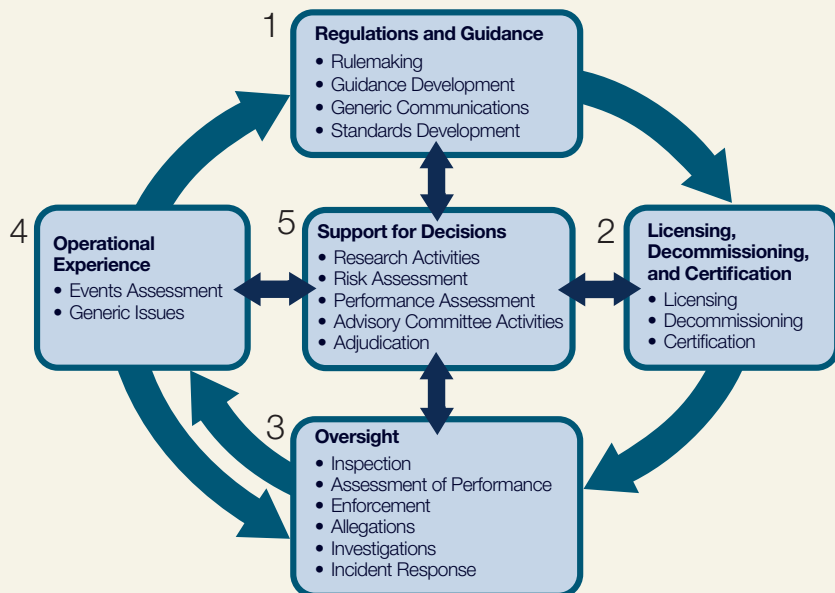 1
Regulations and Guidance
• Rulemaking
• Guidance Development
• Generic Communications
• Standards Development
4
Operational
Experience
• Events Assessment
• Generic Issues
5
Support for Decisions
• Research Activities
• Risk Assessment
• Performance Assessment
• Advisory Committee Activities
• Adjudication
2
Licensing,
Decommissioning,
and Certification
• Licensing
• Decommissioning
• Certification
3
Oversight
• Inspection
• Assessment of Performance
• Enforcement
• Allegations
• Investigations
• Incident Response